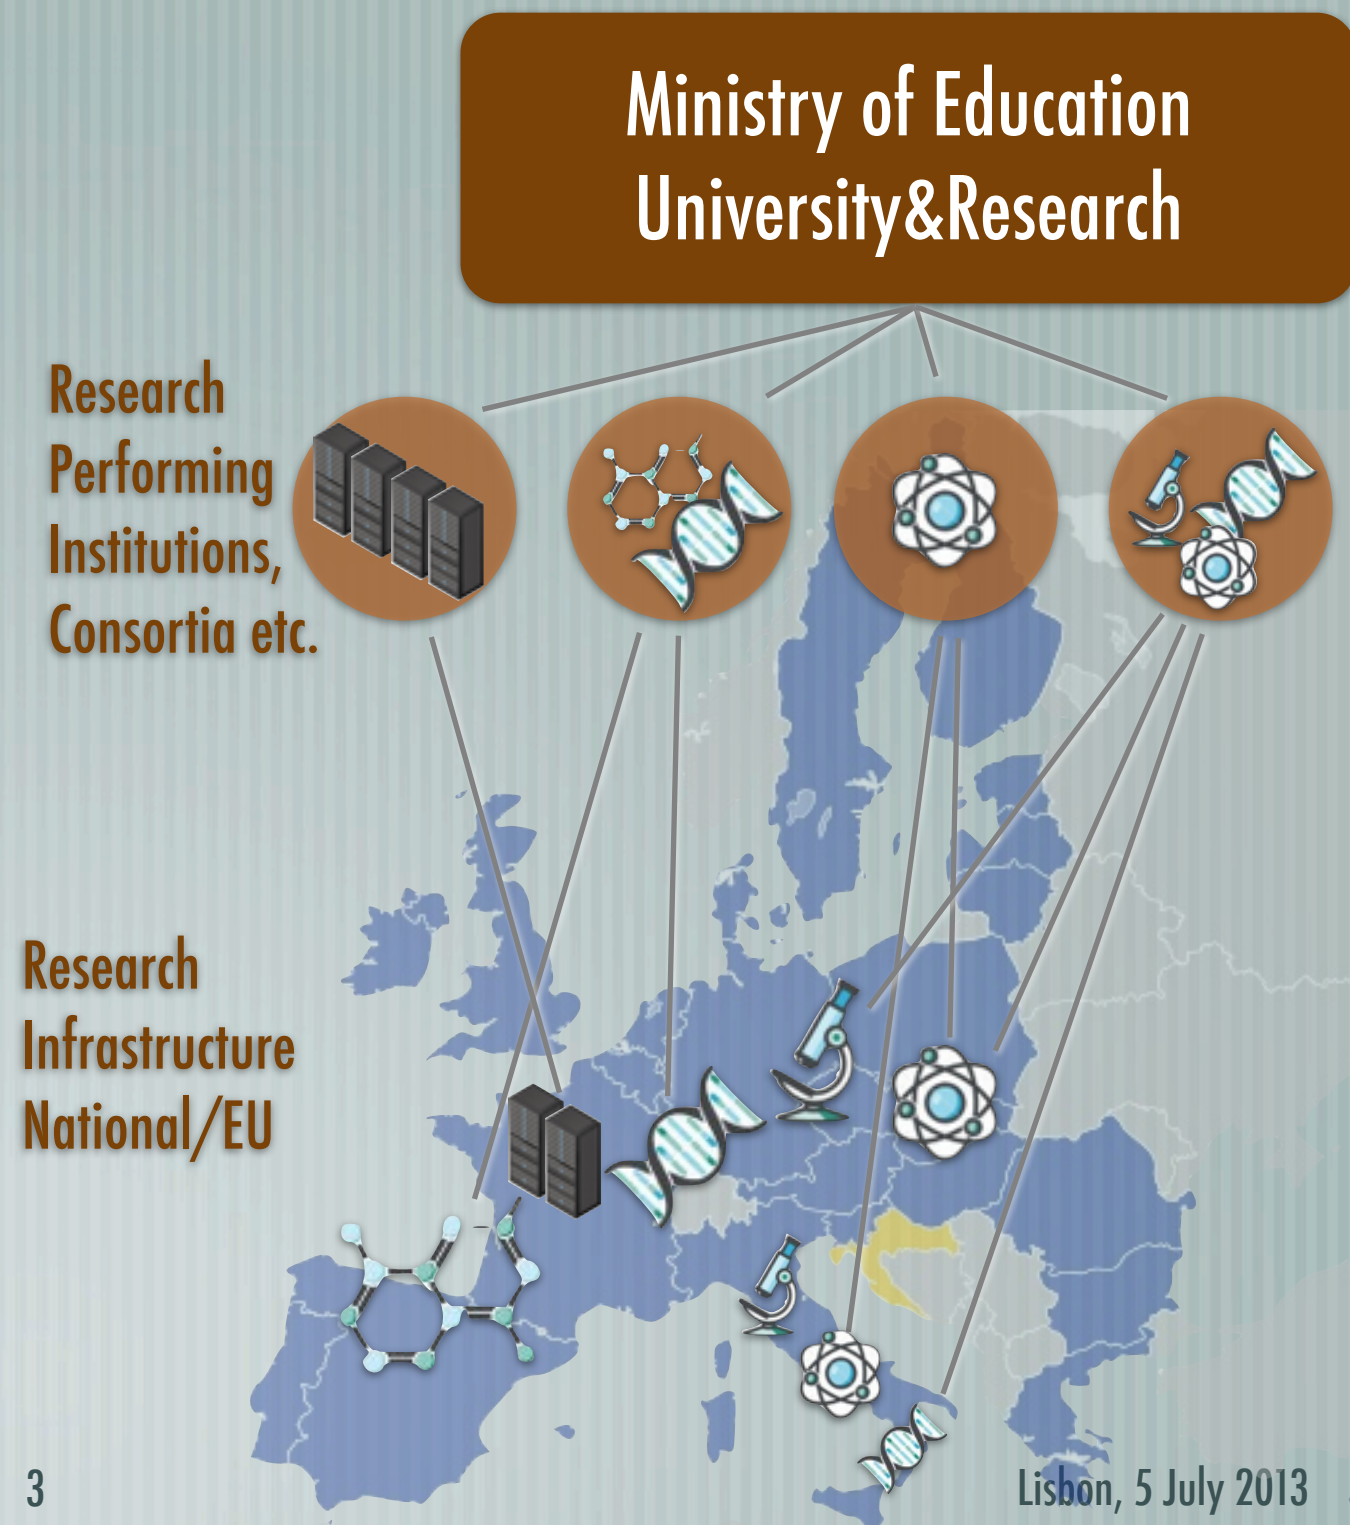 Ministry of Education
University&Research
Research
Performing
Institutions,
Consortia etc.
Research
Infrastructure
National/EU
3
Lisbon, 5 July 2013